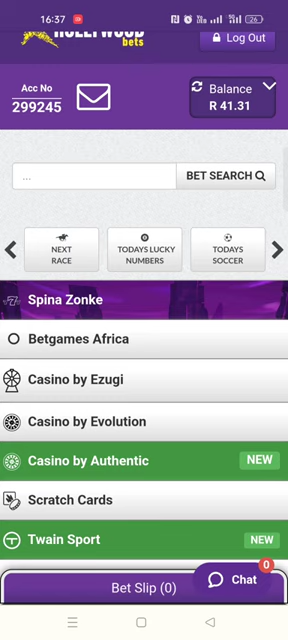 16:37
26
HOLLYWOOD
bets
Log Out
Acc No
299245
Balance
R 41.31
...
BET SEARCH
NEXT
RACE
TODAYS LUCKY
NUMBERS
TODAYS
SOCCER
Spina Zonke
Betgames Africa
Casino by Ezugi
Casino by Evolution
Casino by Authentic
NEW
Scratch Cards
Twain Sport
NEW
Bet Slip (0)
Chat
0